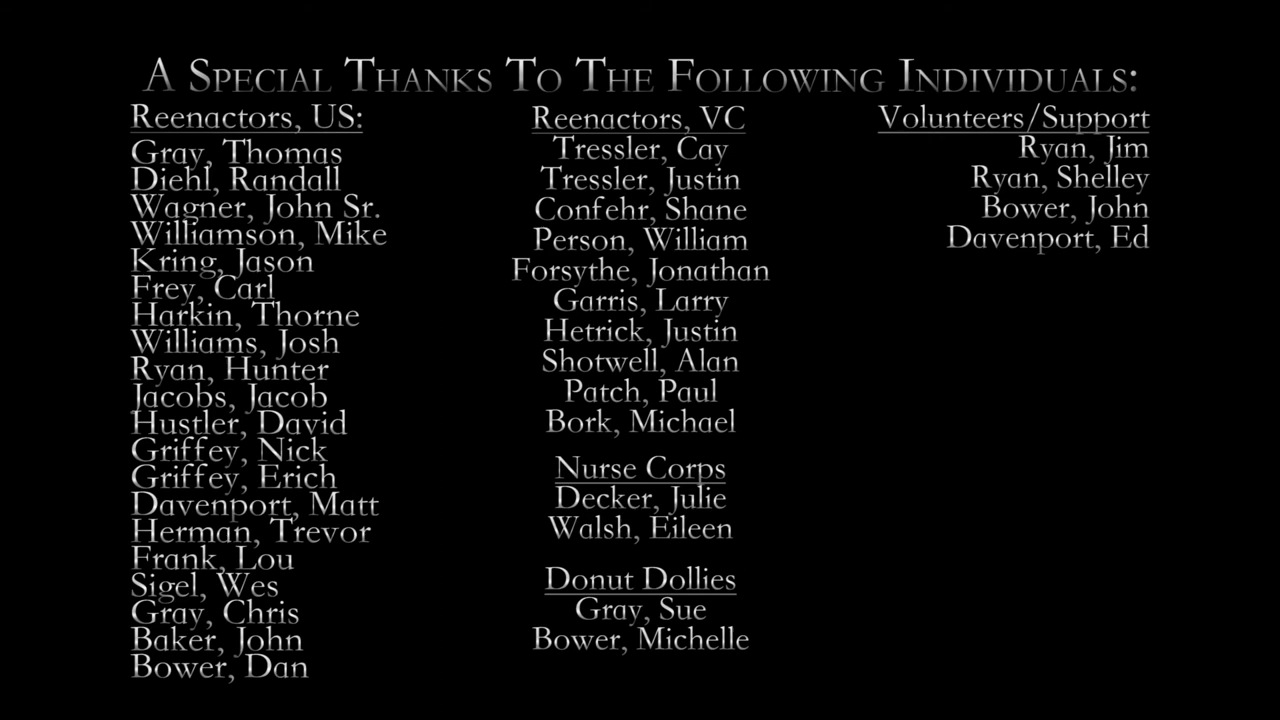 A Special Thanks To The Following Individuals:
Reenactors, US:
Gray, Thomas
Diehl, Randall
Wagner, John Sr.
Williamson, Mike
Kring, Jason
Frey, Carl
Harkin, Thorne
Williams, Josh
Ryan, Hunter
Jacobs, Jacob
Hustler, David
Griffey, Nick
Griffey, Erich
Davenport, Matt
Herman, Trevor
Frank, Lou
Sigel, Wes
Gray, Chris
Baker, John
Bower, Dan
Reenactors, VC
Tressler, Cay
Tressler, Justin
Confehr, Shane
Person, William
Forsythe, Jonathan
Garris, Larry
Hetrick, Justin
Shotwell, Alan
Patch, Paul
Bork, Michael
Nurse Corps
Decker, Julie
Walsh, Eileen
Donut Dollies
Gray, Sue
Bower, Michelle
Volunteers/Support
Ryan, Jim
Ryan, Shelley
Bower, John
Davenport, Ed